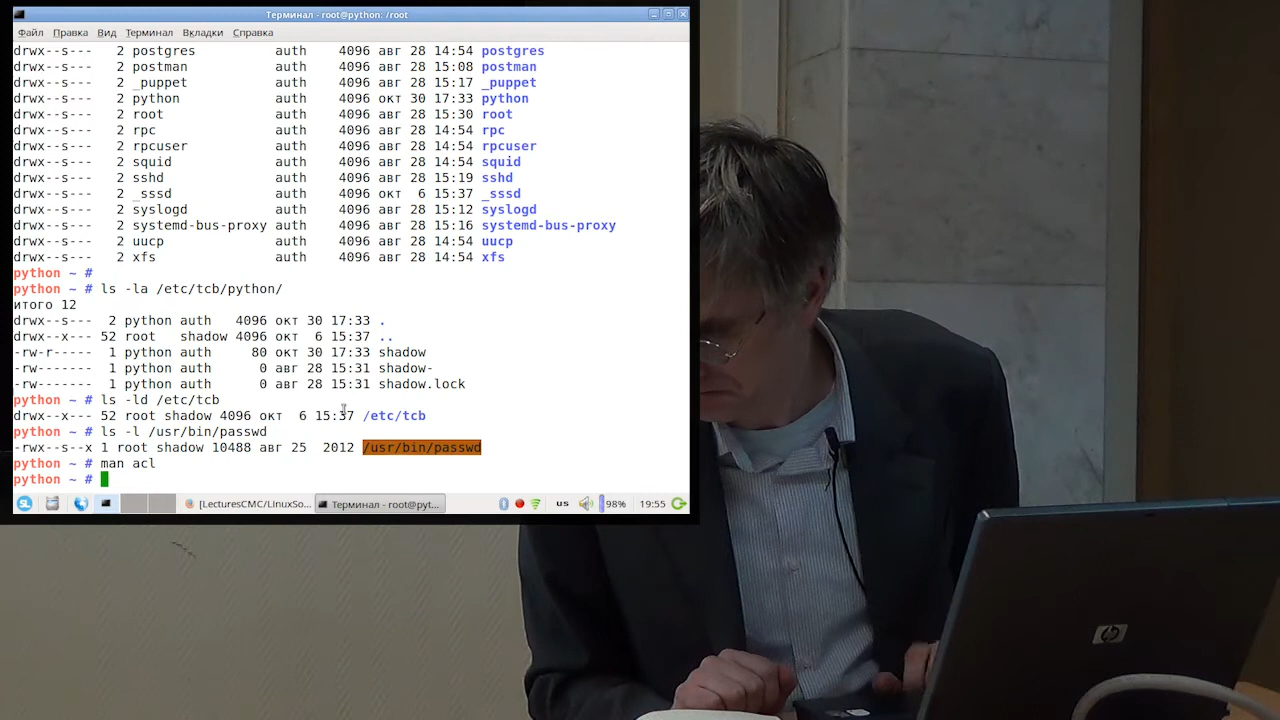 Терминал - root@python: /root
Файл Правка Вид Терминал Вкладки Справка
drwx--s--- 2 postgres auth 4096 авг 28 14:54 postgres
drwx--s--- 2 postman auth 4096 авг 28 15:08 postman
drwx--s--- 2 _puppet auth 4096 авг 28 15:17 _puppet
drwx--s--- 2 python auth 4096 окт 30 17:33 python
drwx--s--- 2 root auth 4096 авг 28 15:30 root
drwx--s--- 2 rpc auth 4096 авг 28 14:54 rpc
drwx--s--- 2 rpcuser auth 4096 авг 28 14:54 rpcuser
drwx--s--- 2 squid auth 4096 авг 28 14:54 squid
drwx--s--- 2 sshd auth 4096 авг 28 15:19 sshd
drwx--s--- 2 _sssd auth 4096 окт 6 15:37 _sssd
drwx--s--- 2 syslogd auth 4096 авг 28 15:12 syslogd
drwx--s--- 2 systemd-bus-proxy auth 4096 авг 28 15:16 systemd-bus-proxy
drwx--s--- 2 uucp auth 4096 авг 28 14:54 uucp
drwx--s--- 2 xfs auth 4096 авг 28 14:54 xfs
python ~ #
python ~ # ls -la /etc/tcb/python/
итого 12
drwx--s--- 2 python auth 4096 окт 30 17:33 .
drwx--x--- 52 root shadow 4096 окт 6 15:37 ..
-rw-r----- 1 python auth 80 окт 30 17:33 shadow
-rw------- 1 python auth 0 авг 28 15:31 shadow-
-rw------- 1 python auth 0 авг 28 15:31 shadow.lock
python ~ # ls -ld /etc/tcb
drwx--x--- 52 root shadow 4096 окт 6 15:37 /etc/tcb
python ~ # ls -l /usr/bin/passwd
-rwx--s--x 1 root shadow 10488 авг 25 2012 /usr/bin/passwd
python ~ # man acl
python ~ #
[LecturesCMC/LinuxSo... Терминал - root@pyt... us 98% 19:55
hp